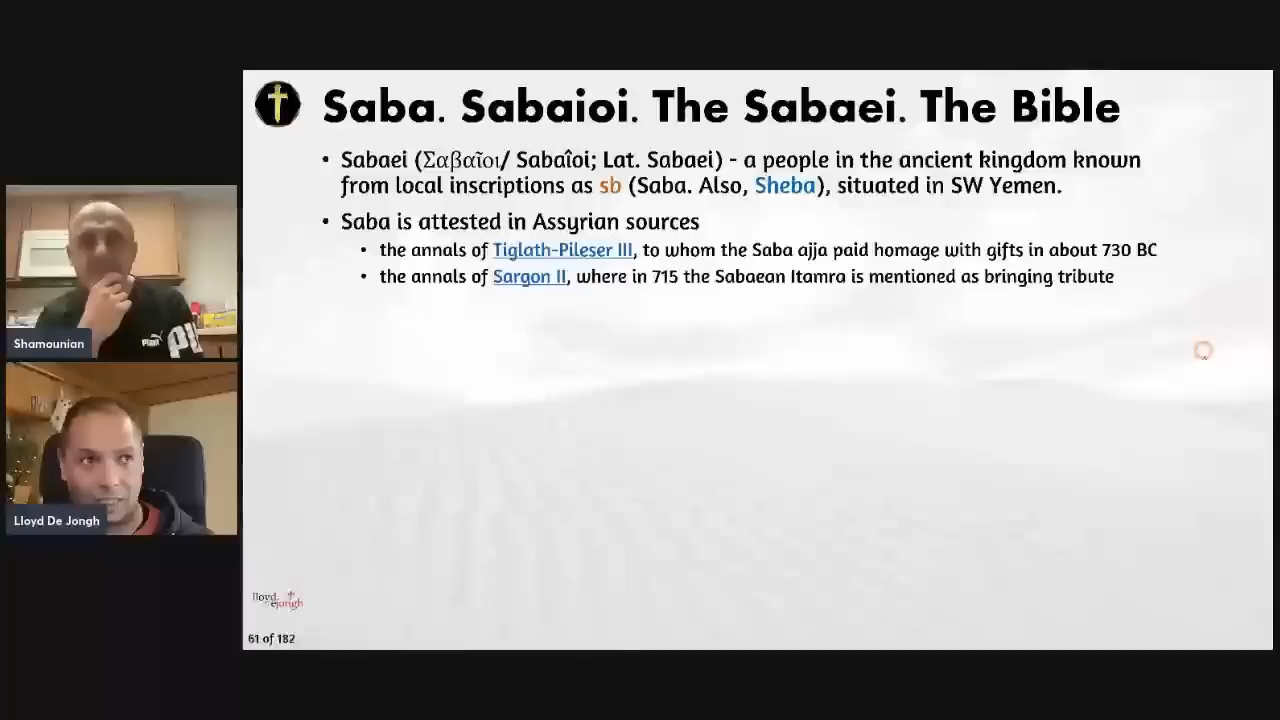 Saba. Sabaioi. The Sabaei. The Bible
• Sabaei (Σαβαῖοι/ Sabaîoi; Lat. Sabaei) - a people in the ancient kingdom known
from local inscriptions as sb (Saba. Also, Sheba), situated in SW Yemen.
• Saba is attested in Assyrian sources
• the annals of Tiglath-Pileser III, to whom the Saba ajja paid homage with gifts in about 730 BC
• the annals of Sargon II, where in 715 the Sabaean Itamra is mentioned as bringing tribute
Shamounian
PUMA
Lloyd De Jongh
lloyd
dejongh
61 of 182